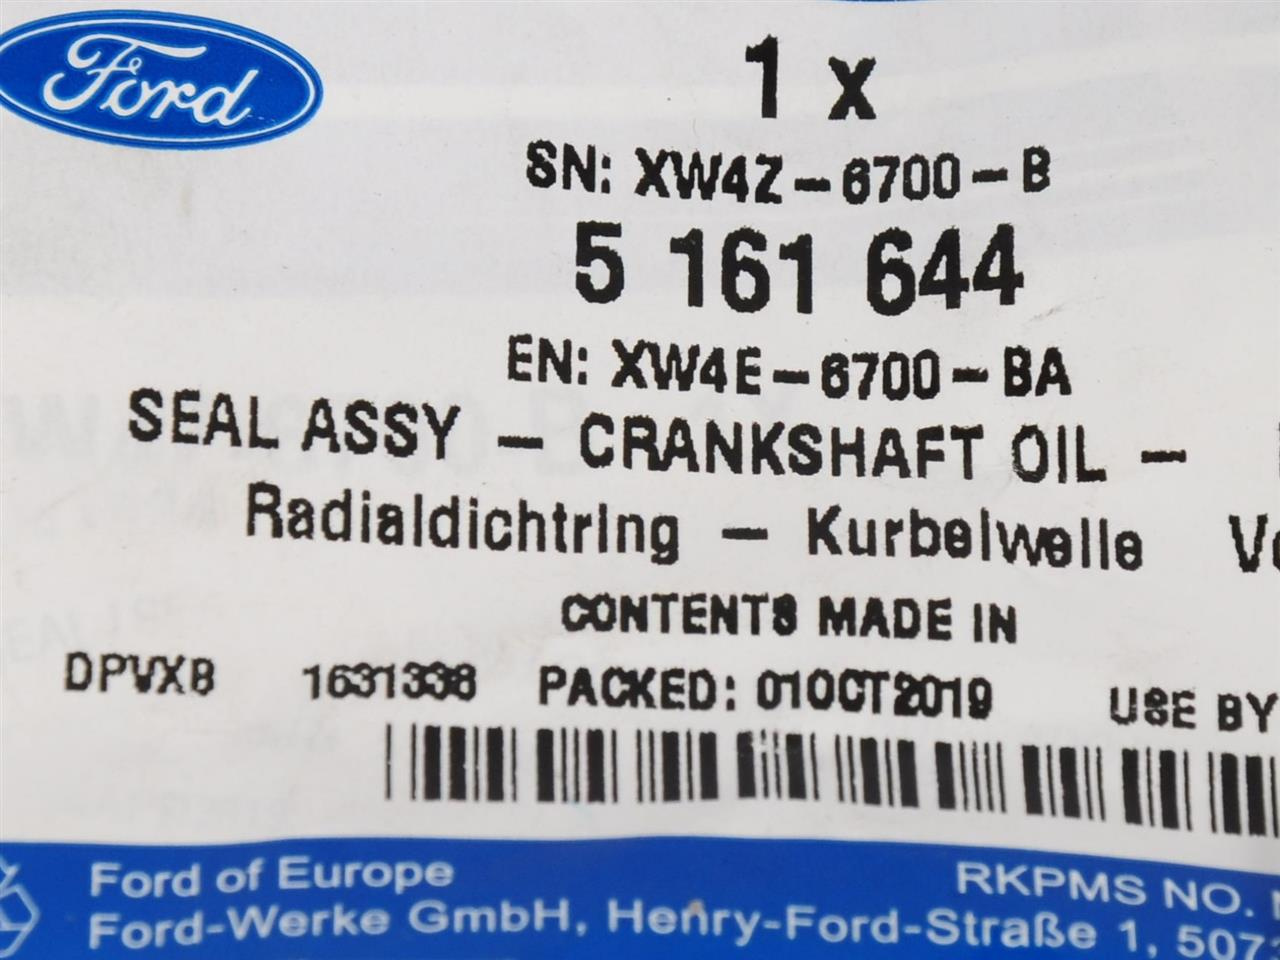 Ford
1 x
SN: XW4Z-6700-B
5 161 644
EN: XW4E-6700-BA
SEAL ASSY - CRANKSHAFT OIL -
Radialdichtring - Kurbelwelle
CONTENTS MADE IN
DPVXB 1631338 PACKED: 01OCT2019 USE BY
Ford of Europe RKPMS NO.
Ford-Werke GmbH, Henry-Ford-Straße 1, 507